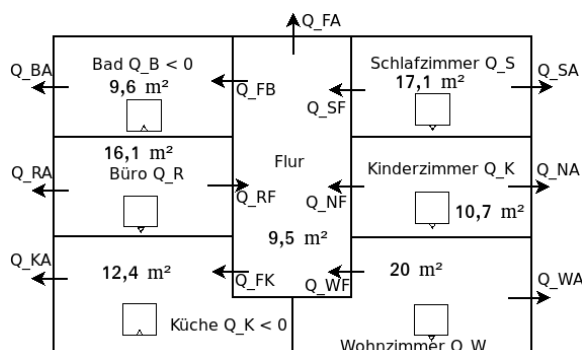 Q_FA
Bad Q_B < 0
9,6 m²
Q_BA
Q_FB
Schlafzimmer Q_S
17,1 m²
Q_SA
Q_SF
16,1 m²
Büro Q_R
Q_RA
Q_RF
Flur
9,5 m²
Kinderzimmer Q_K
10,7 m²
Q_NA
Q_NF
Q_KA
12,4 m²
Q_FK
Küche Q_K < 0
Q_WF
20 m²
Q_WA
Wohnzimmer Q_W